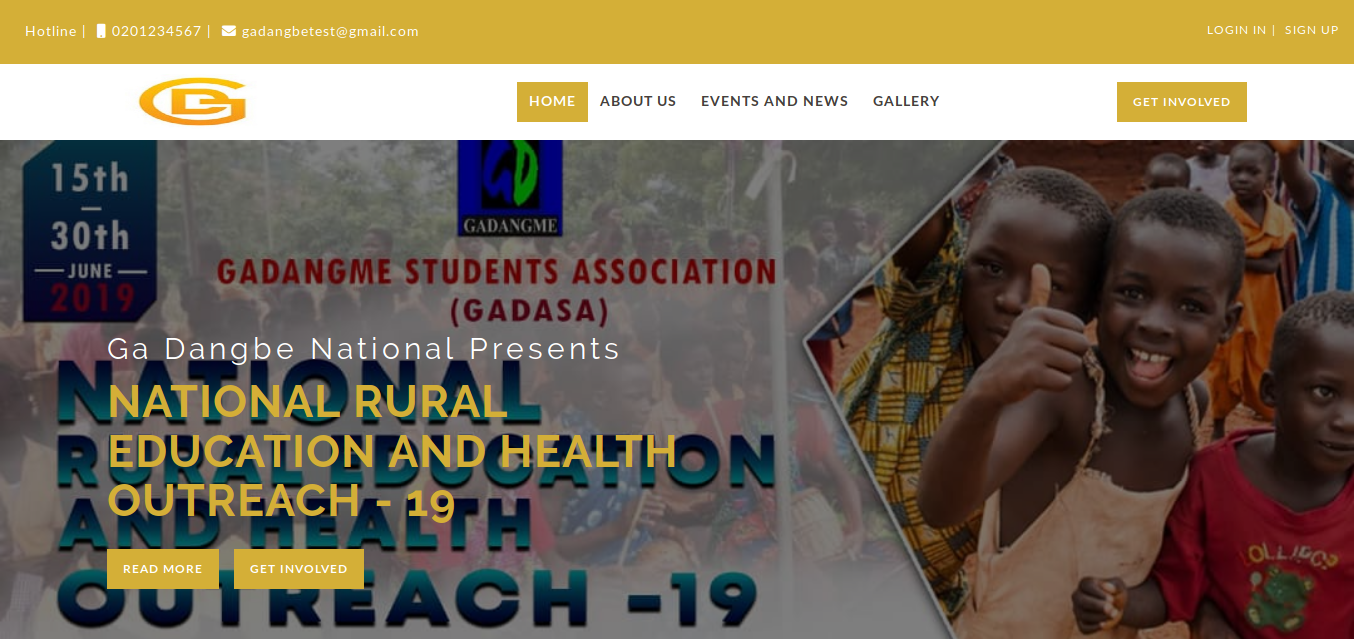 Hotline | 0201234567 | gadangbetest@gmail.com
LOGIN IN | SIGN UP
HOME ABOUT US EVENTS AND NEWS GALLERY
GET INVOLVED
15th
30th
JUNE
2019
GD
GADANGME
GADANGME STUDENTS ASSOCIATION
(GADASA)
Ga Dangbe National Presents
NATIONAL RURAL
EDUCATION AND HEALTH
OUTREACH - 19
NATIONAL
RURAL EDUCATION
AND HEALTH
OUTREACH -19
READ MORE GET INVOLVED